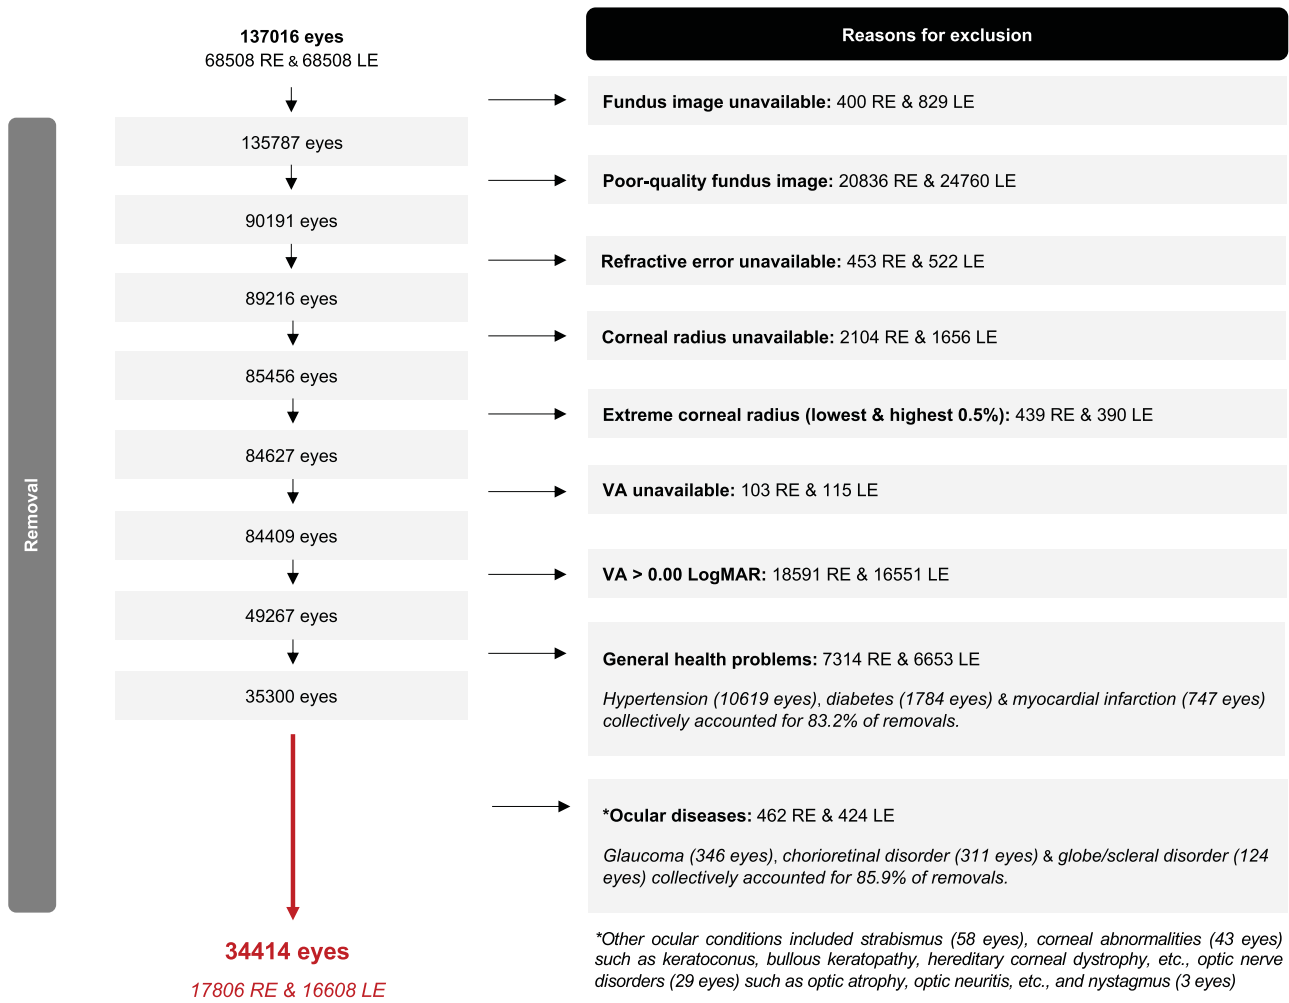 137016 eyes
68508 RE & 68508 LE
Reasons for exclusion
Fundus image unavailable: 400 RE & 829 LE
135787 eyes
Poor-quality fundus image: 20836 RE & 24760 LE
90191 eyes
Refractive error unavailable: 453 RE & 522 LE
89216 eyes
Corneal radius unavailable: 2104 RE & 1656 LE
85456 eyes
Extreme corneal radius (lowest & highest 0.5%): 439 RE & 390 LE
84627 eyes
VA unavailable: 103 RE & 115 LE
84409 eyes
VA > 0.00 LogMAR: 18591 RE & 16551 LE
49267 eyes
General health problems: 7314 RE & 6653 LE
Hypertension (10619 eyes), diabetes (1784 eyes) & myocardial infarction (747 eyes)
collectively accounted for 83.2% of removals.
35300 eyes
*Ocular diseases: 462 RE & 424 LE
Glaucoma (346 eyes), chorioretinal disorder (311 eyes) & globe/scleral disorder (124
eyes) collectively accounted for 85.9% of removals.
Removal
34414 eyes
17806 RE & 16608 LE
*Other ocular conditions included strabismus (58 eyes), corneal abnormalities (43 eyes)
such as keratoconus, bullous keratopathy, hereditary corneal dystrophy, etc., optic nerve
disorders (29 eyes) such as optic atrophy, optic neuritis, etc., and nystagmus (3 eyes)